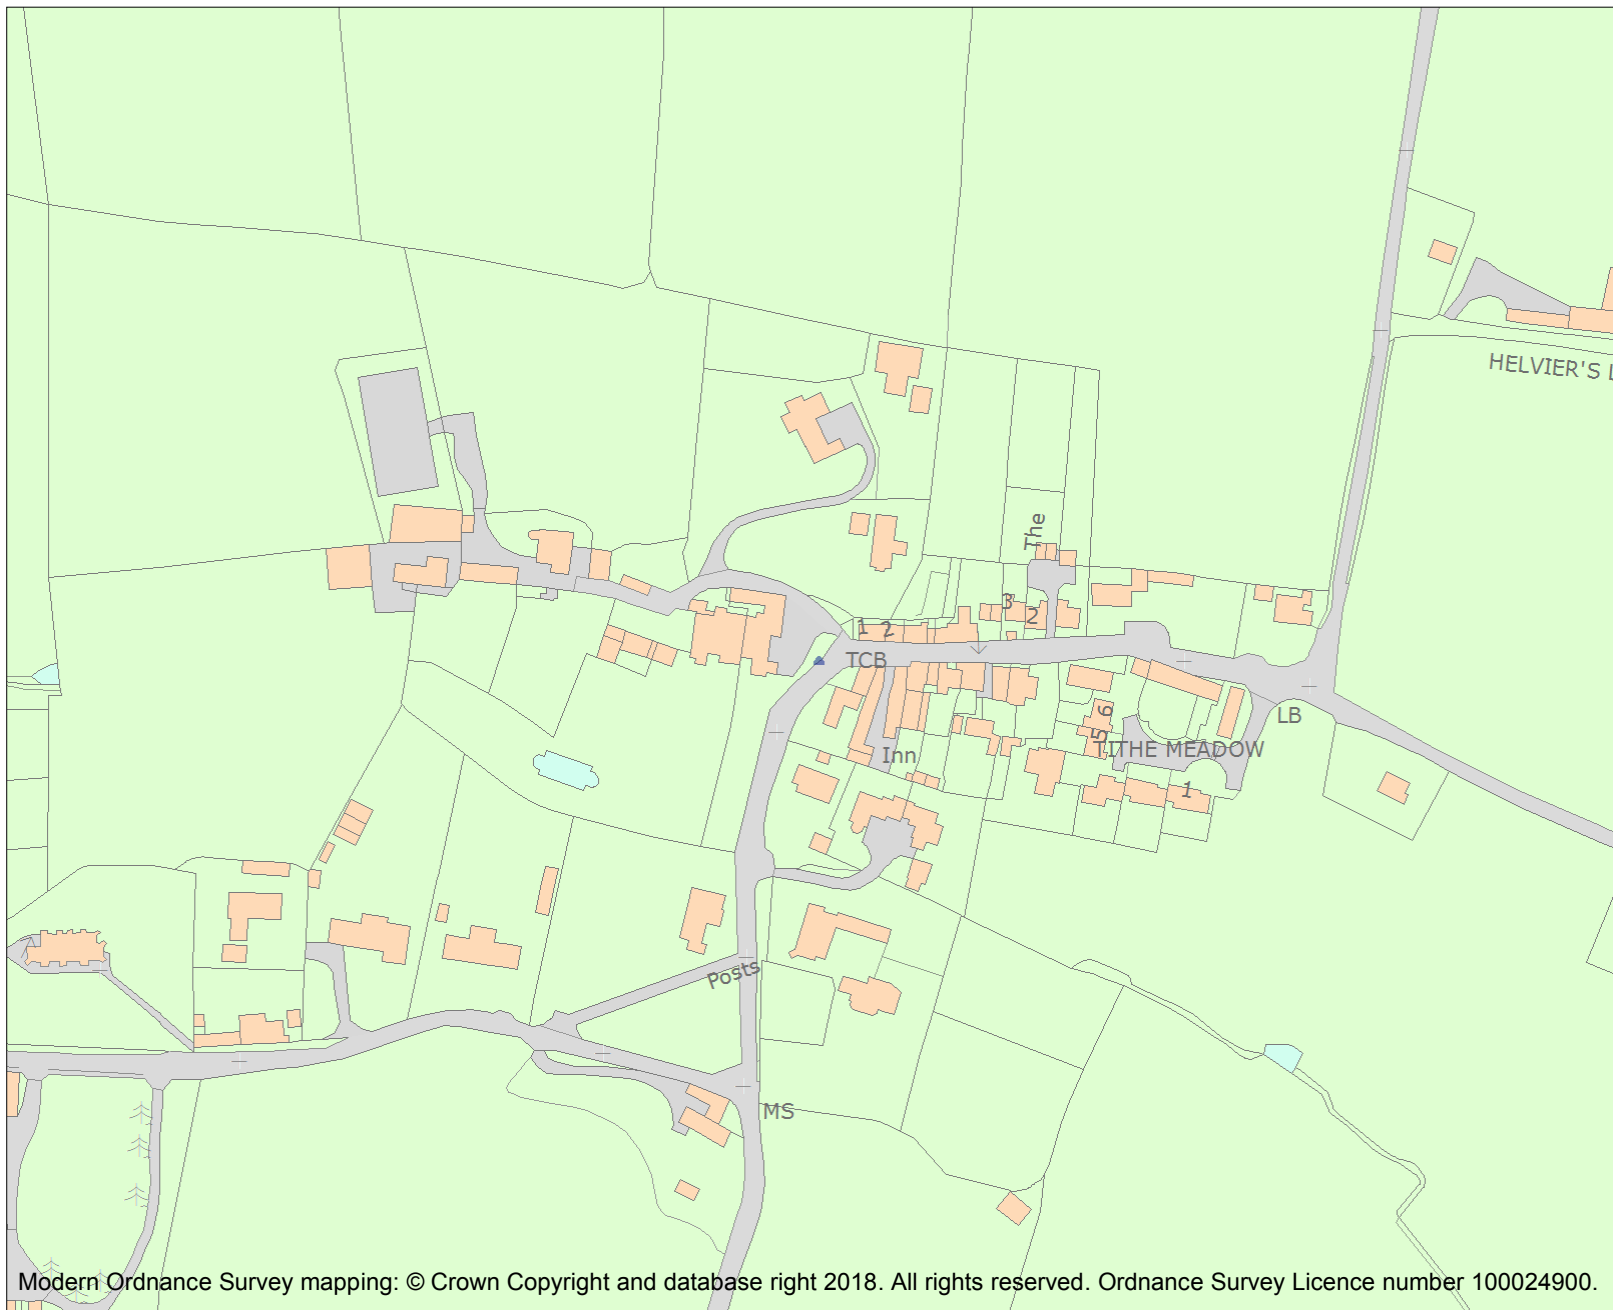 HELVIER'S L
The
3
2
1 2
TCB
6
5
LB
TITHE MEADOW
Inn
1
Posts
MS
Modern Ordnance Survey mapping: © Crown Copyright and database right 2018. All rights reserved. Ordnance Survey Licence number 100024900.